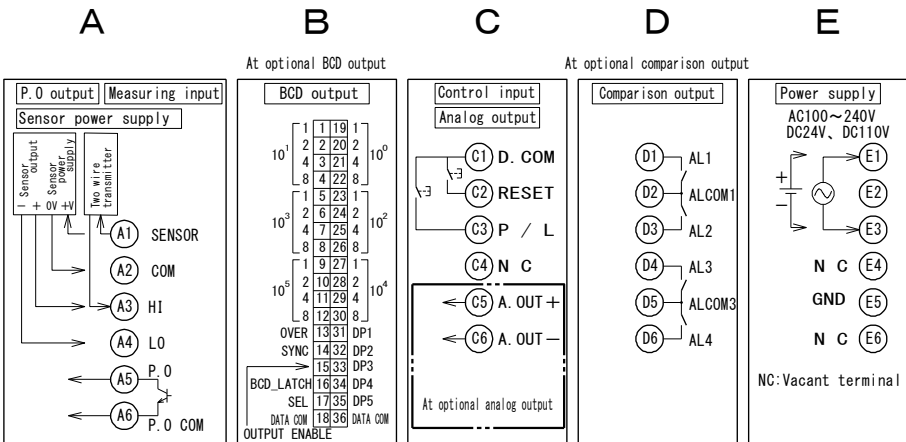 A B C D E
At optional BCD output
At optional comparison output
P.O output
Measuring input
Sensor power supply
Sensor output
Sensor power supply
Two wire transmitter
－ + 0V +V
A1 SENSOR
A2 COM
A3 HI
A4 LO
A5 P.O
A6 P.O COM
BCD output
1 1 19 1
2 2 20 2
4 3 21 4
8 4 22 8
10¹ 10⁰
1 5 23 1
2 6 24 2
4 7 25 4
8 8 26 8
10³ 10²
1 9 27 1
2 10 28 2
4 11 29 4
8 12 30 8
10⁵ 10⁴
OVER 13 31 DP1
SYNC 14 32 DP2
15 33 DP3
BCD_LATCH 16 34 DP4
SEL 17 35 DP5
DATA COM 18 36 DATA COM
OUTPUT ENABLE
Control input
Analog output
C1 D. COM
C2 RESET
C3 P / L
C4 N C
C5 A. OUT＋
C6 A. OUT－
At optional analog output
Comparison output
D1 AL1
D2 ALCOM1
D3 AL2
D4 AL3
D5 ALCOM3
D6 AL4
Power supply
AC100～240V
DC24V、DC110V
+
－
E1
E2
E3
N C E4
GND E5
N C E6
NC:Vacant terminal